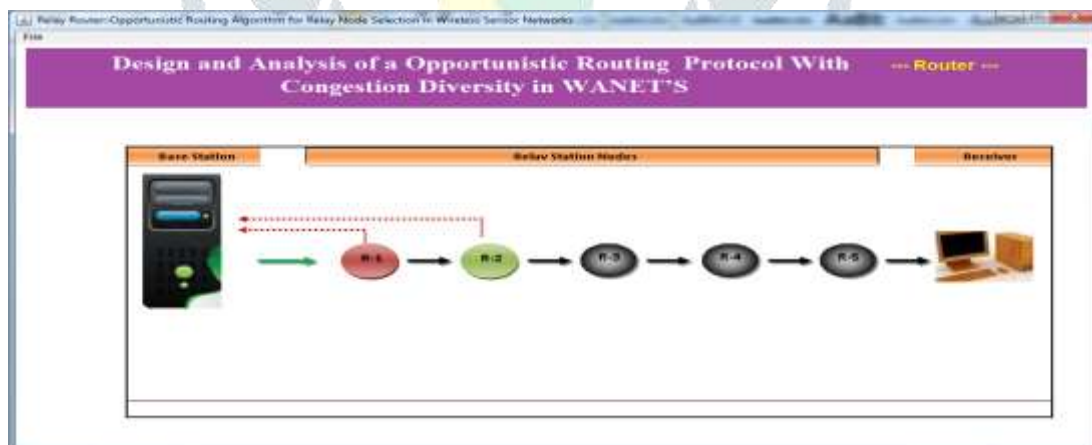 Relay Router:Opportunistic Routing Algorithm for Relay Node Selection in Wireless Sensor Networks
File
Design and Analysis of a Opportunistic Routing Protocol With
--- Router ---
Congestion Diversity in WANET'S
Base Station
Relay Station Nodes
Receiver
R-1
R-2
R-3
R-4
R-5